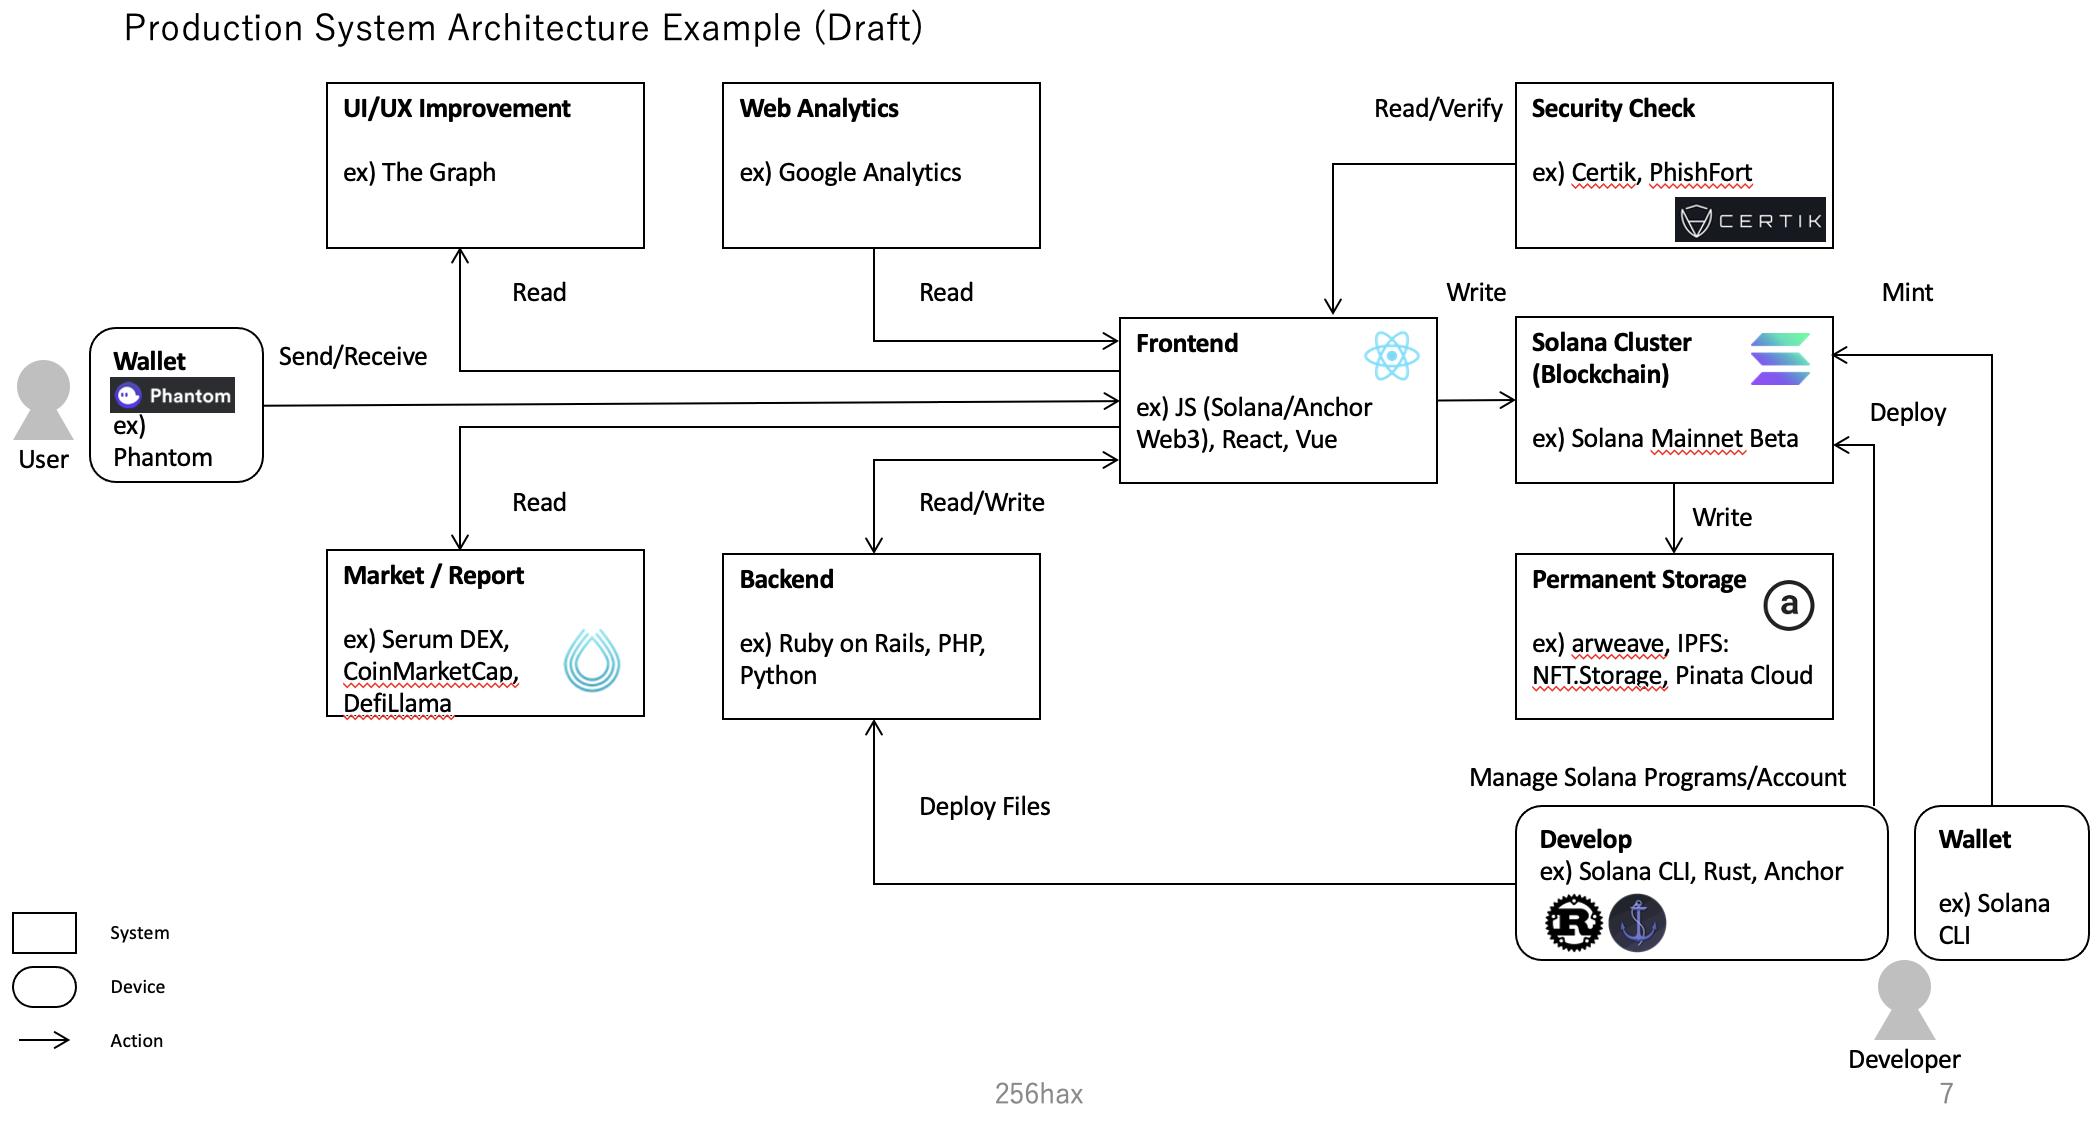 Production System Architecture Example (Draft)
UI/UX Improvement
ex) The Graph
Web Analytics
ex) Google Analytics
Read/Verify
Security Check
ex) Certik, PhishFort
CERTIK
Read
Read
Write
Mint
Wallet
Phantom
ex)
Phantom
User
Send/Receive
Frontend
ex) JS (Solana/Anchor
Web3), React, Vue
Solana Cluster
(Blockchain)
ex) Solana Mainnet Beta
Deploy
Read
Read/Write
Write
Market / Report
ex) Serum DEX,
CoinMarketCap,
DefiLlama
Backend
ex) Ruby on Rails, PHP,
Python
Permanent Storage
a
ex) arweave, IPFS:
NFT.Storage, Pinata Cloud
Manage Solana Programs/Account
Deploy Files
Develop
ex) Solana CLI, Rust, Anchor
R
Wallet
ex) Solana
CLI
Developer
System
Device
Action
256hax
7